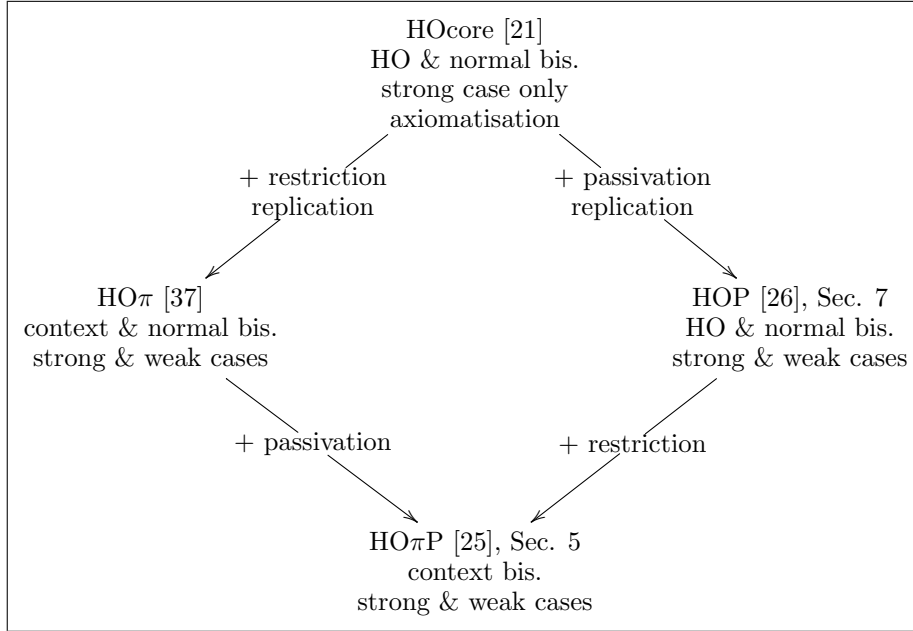 HOcore [21]
HO & normal bis.
strong case only
axiomatisation
+ restriction
replication
+ passivation
replication
HOπ [37]
context & normal bis.
strong & weak cases
HOP [26], Sec. 7
HO & normal bis.
strong & weak cases
+ passivation
+ restriction
HOπP [25], Sec. 5
context bis.
strong & weak cases